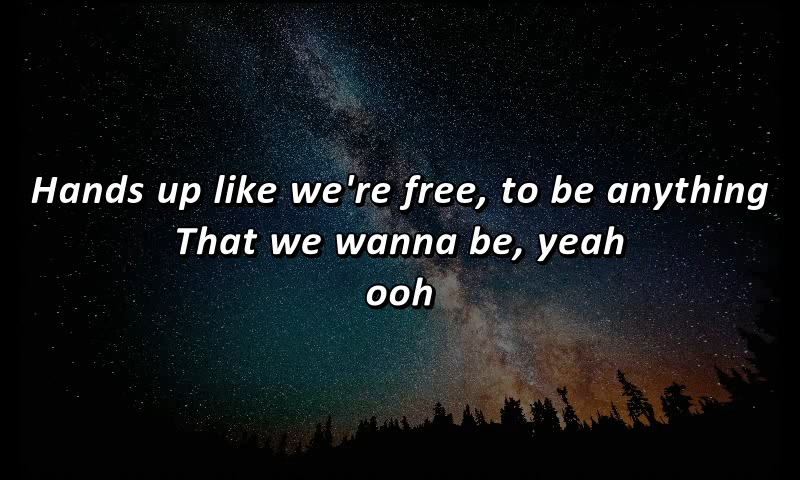 Hands up like we're free, to be anything
That we wanna be, yeah
ooh